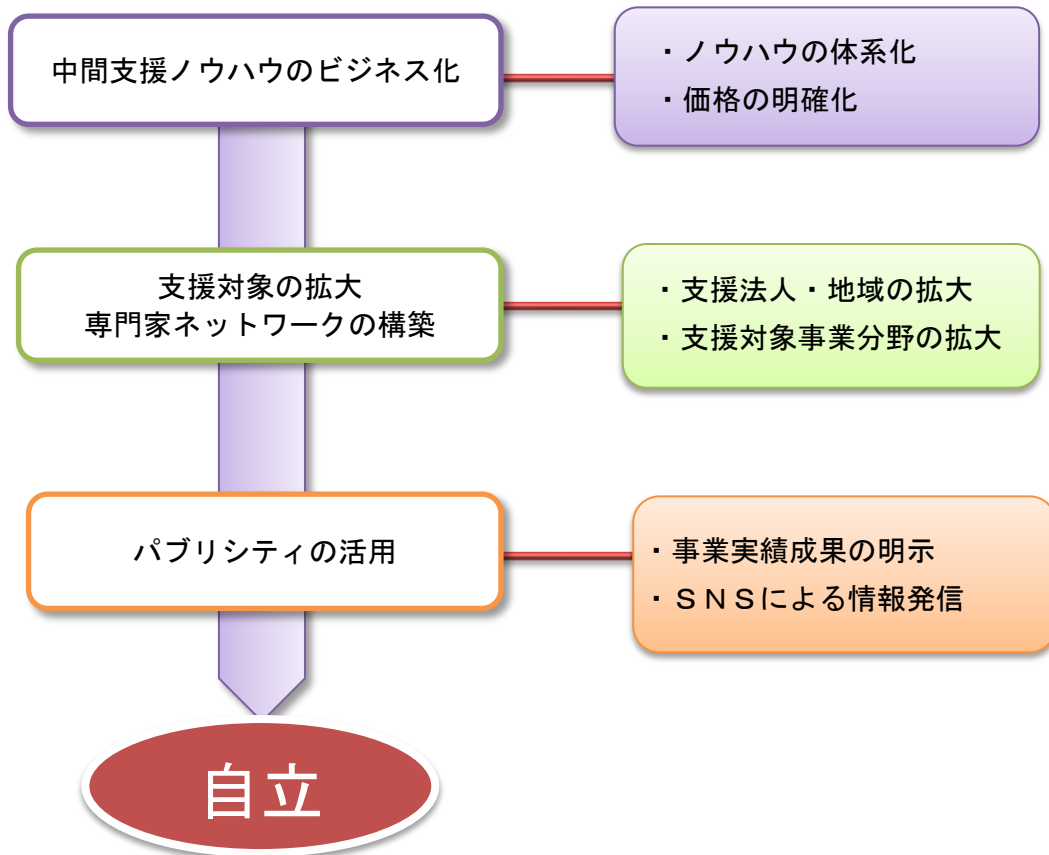 中間支援ノウハウのビジネス化
・ノウハウの体系化
・価格の明確化
支援対象の拡大
専門家ネットワークの構築
・支援法人・地域の拡大
・支援対象事業分野の拡大
パブリシティの活用
・事業実績成果の明示
・ＳＮＳによる情報発信
自立